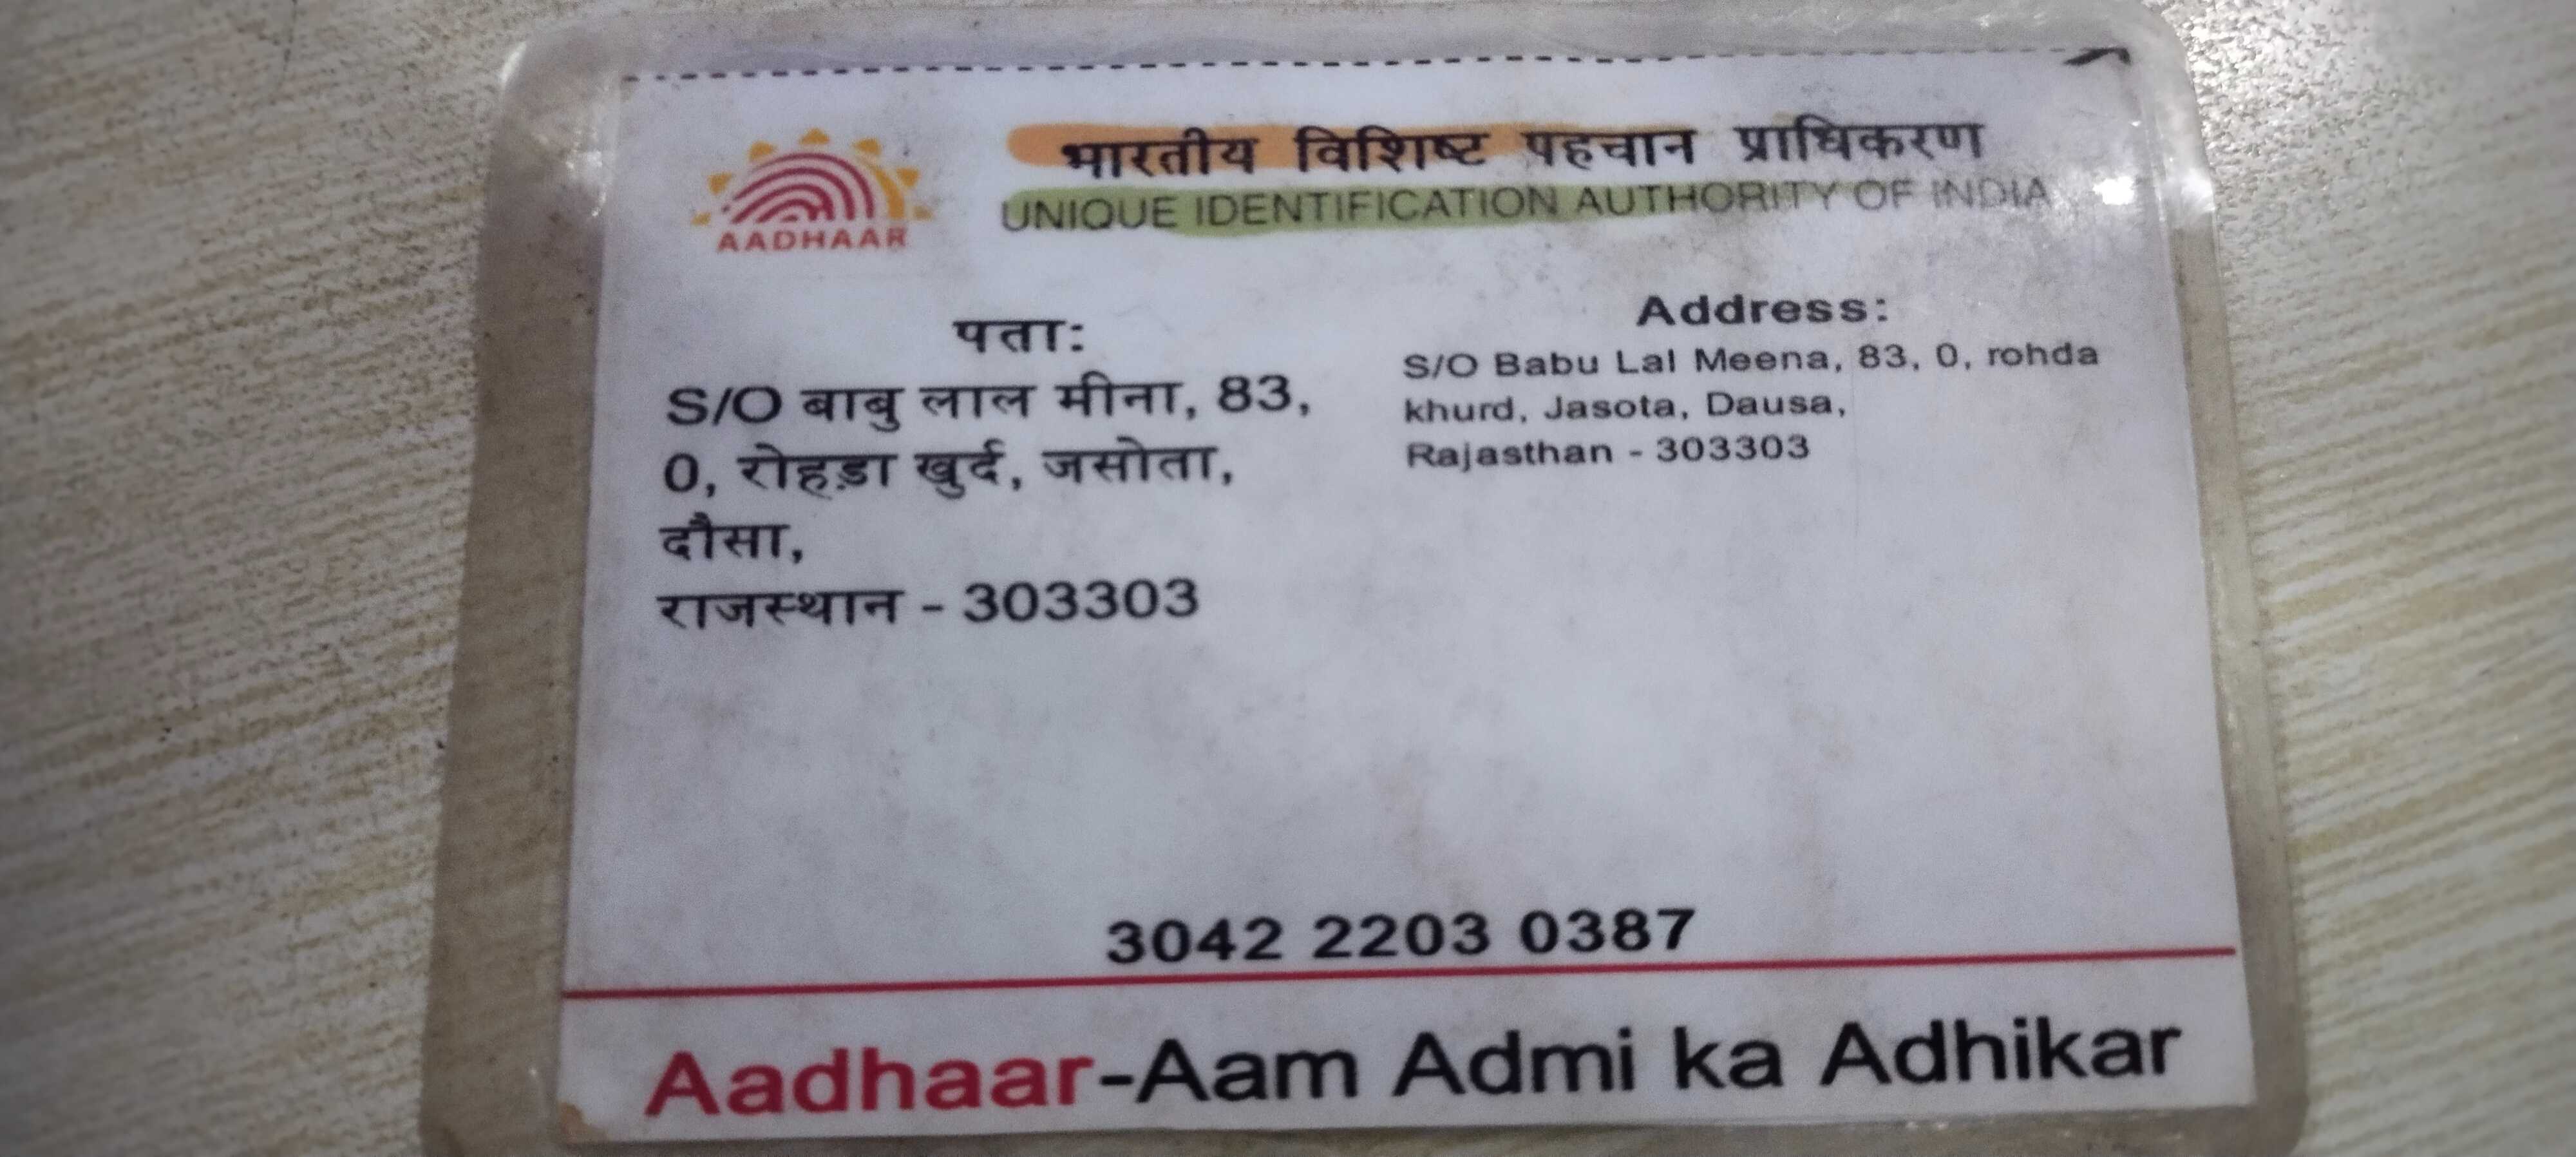 भारतीय विशिष्ट पहचान प्राधिकरण
UNIQUE IDENTIFICATION AUTHORITY OF INDIA
AADHAAR
पता:
S/O बाबु लाल मीना, 83,
0, रोहड़ा खुर्द, जसोता,
दौसा,
राजस्थान - 303303
Address:
S/O Babu Lal Meena, 83, 0, rohda
khurd, Jasota, Dausa,
Rajasthan - 303303
3042 2203 0387
Aadhaar-Aam Admi ka Adhikar